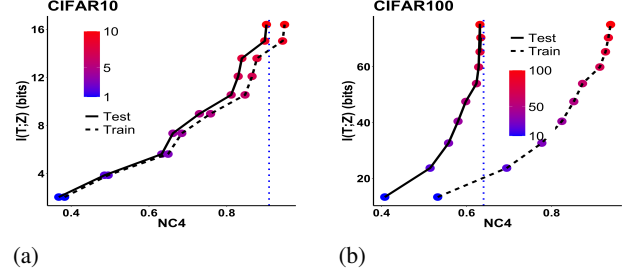 CIFAR10
CIFAR100
16
12
8
4
I(T;Z) (bits)
10
5
1
Test
Train
0.4
0.6
0.8
NC4
60
40
20
I(T;Z) (bits)
Test
Train
100
50
10
0.4
0.6
0.8
NC4
(a)
(b)